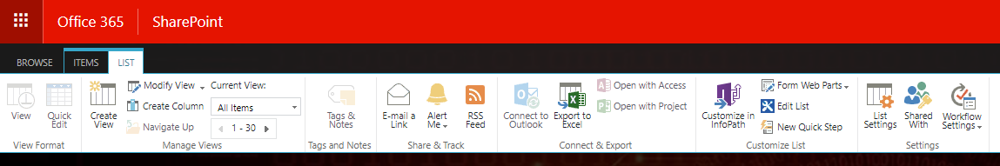 Office 365 SharePoint
BROWSE ITEMS LIST
View
Quick
Edit
View Format
Create
View
Modify View
Create Column
Navigate Up
Current View:
All Items
1 - 30
Manage Views
Tags &
Notes
Tags and Notes
E-mail a
Link
Alert
Me
RSS
Feed
Share & Track
Connect to
Outlook
Export to
Excel
Open with Access
Open with Project
Connect & Export
Customize in
InfoPath
Form Web Parts
Edit List
New Quick Step
Customize List
List
Settings
Shared
With
Workflow
Settings
Settings